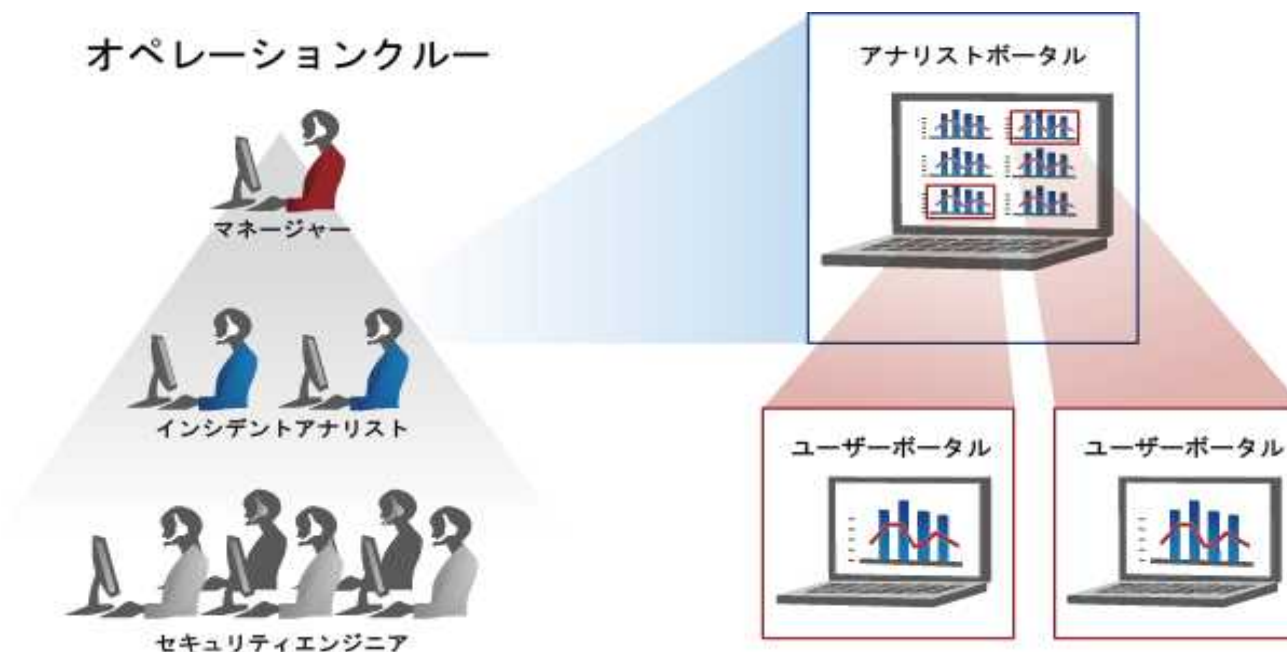 オペレーションクルー
マネージャー
インシデントアナリスト
セキュリティエンジニア
アナリストポータル
ユーザーポータル
ユーザーポータル